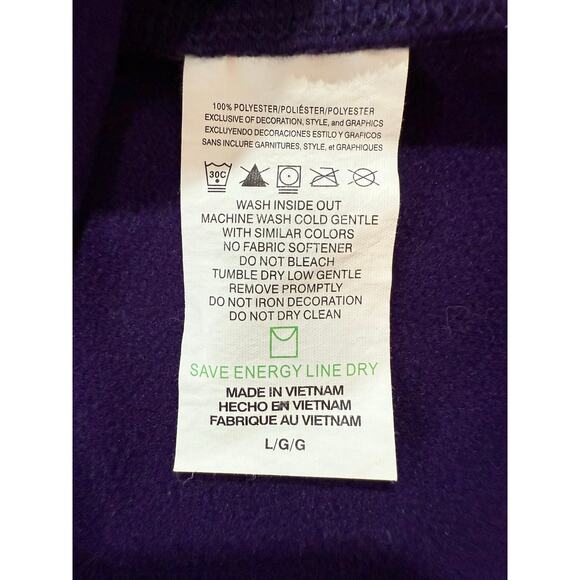 100% POLYESTER/POLIÉSTER/POLYESTER
EXCLUSIVE OF DECORATION, STYLE, and GRAPHICS
EXCLUYENDO DECORACIONES ESTILO Y GRAFICOS
SANS INCLURE GARNITURES, STYLE, et GRAPHIQUES
30C
WASH INSIDE OUT
MACHINE WASH COLD GENTLE
WITH SIMILAR COLORS
NO FABRIC SOFTENER
DO NOT BLEACH
TUMBLE DRY LOW GENTLE
REMOVE PROMPTLY
DO NOT IRON DECORATION
DO NOT DRY CLEAN
SAVE ENERGY LINE DRY
MADE IN VIETNAM
HECHO EN VIETNAM
FABRIQUE AU VIETNAM
L/G/G